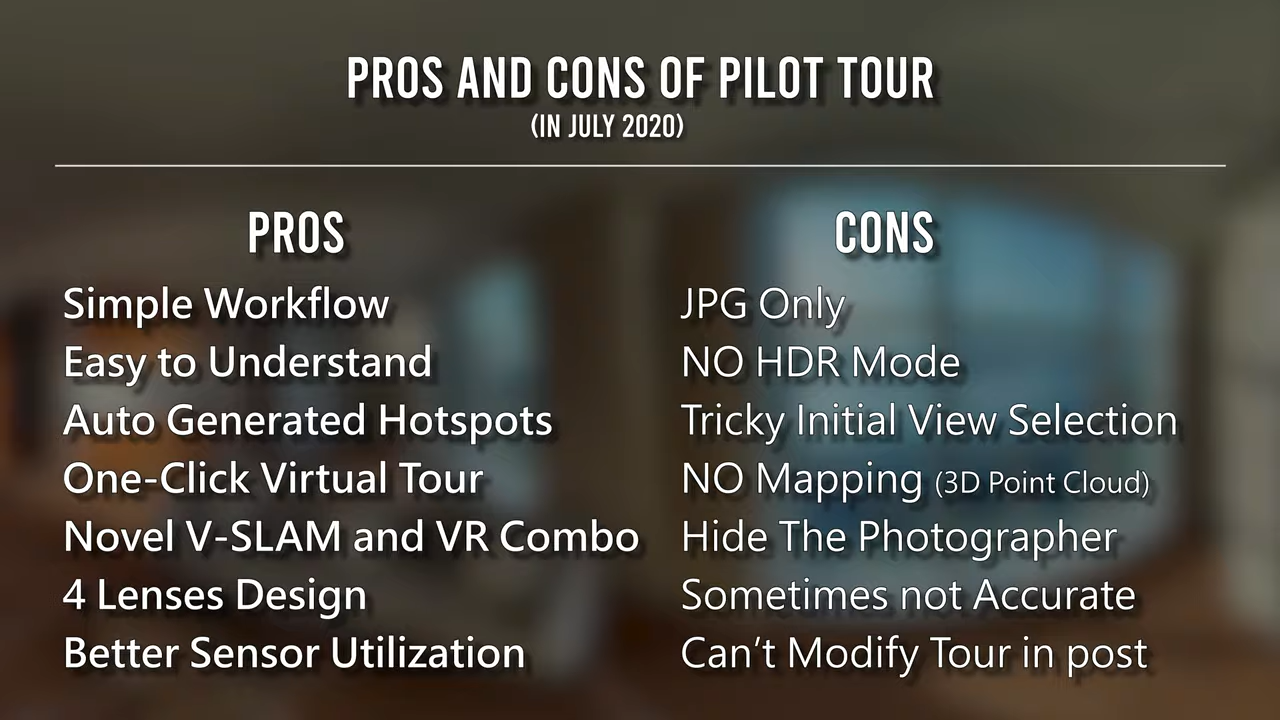 PROS AND CONS OF PILOT TOUR
(IN JULY 2020)
PROS
Simple Workflow
Easy to Understand
Auto Generated Hotspots
One-Click Virtual Tour
Novel V-SLAM and VR Combo
4 Lenses Design
Better Sensor Utilization
CONS
JPG Only
NO HDR Mode
Tricky Initial View Selection
NO Mapping (3D Point Cloud)
Hide The Photographer
Sometimes not Accurate
Can't Modify Tour in post